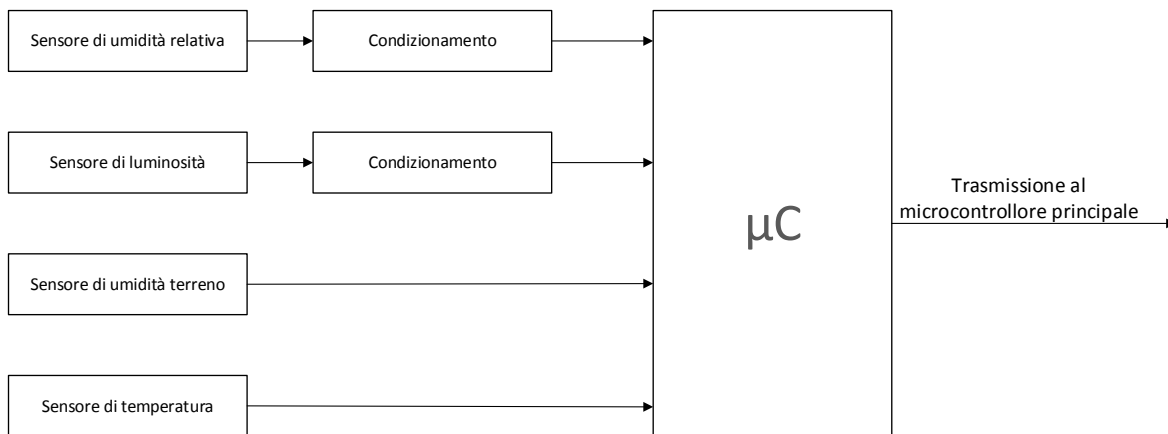 Sensore di umidità relativa
Condizionamento
Sensore di luminosità
Condizionamento
Sensore di umidità terreno
Sensore di temperatura
µC
Trasmissione al
microcontrollore principale